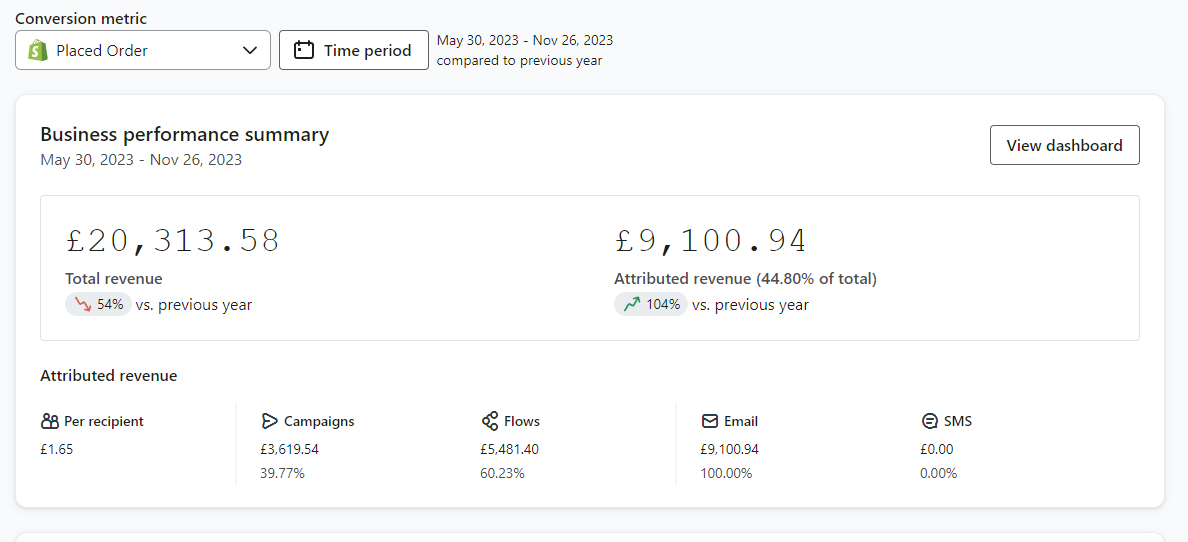 Conversion metric
Placed Order
Time period
May 30, 2023 - Nov 26, 2023
compared to previous year
Business performance summary
May 30, 2023 - Nov 26, 2023
View dashboard
£20,313.58
Total revenue
54% vs. previous year
£9,100.94
Attributed revenue (44.80% of total)
104% vs. previous year
Attributed revenue
Per recipient
£1.65
Campaigns
£3,619.54
39.77%
Flows
£5,481.40
60.23%
Email
£9,100.94
100.00%
SMS
£0.00
0.00%